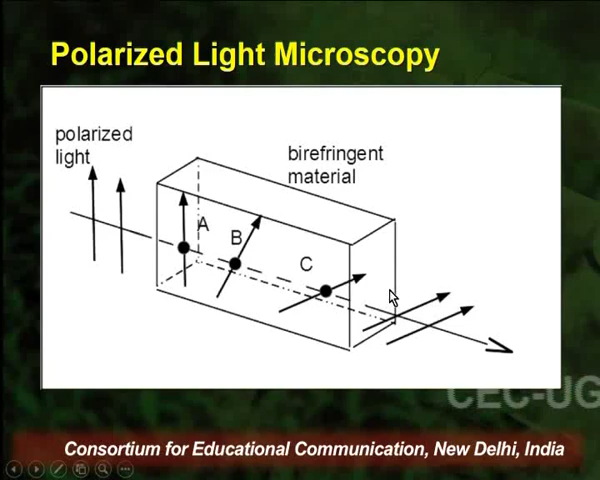 Polarized Light Microscopy
polarized
light
birefringent
material
A
B
C
CEC-UG
Consortium for Educational Communication, New Delhi, India